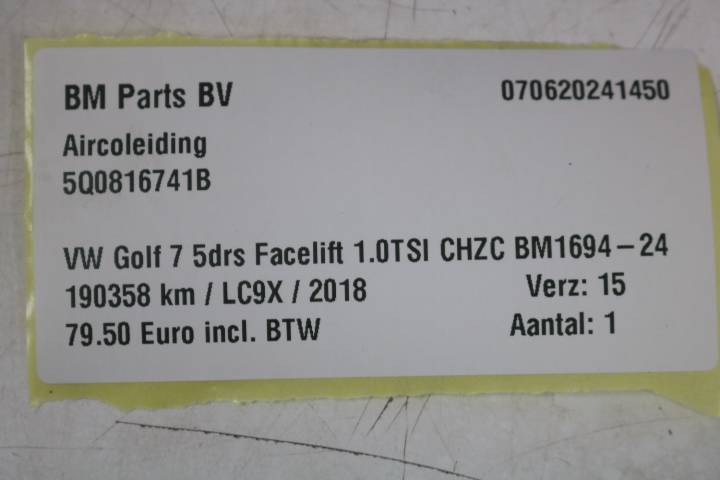 BM Parts BV 070620241450
Aircoleiding
5Q0816741B
VW Golf 7 5drs Facelift 1.0TSI CHZC BM1694-24
190358 km / LC9X / 2018 Verz: 15
79.50 Euro incl. BTW Aantal: 1